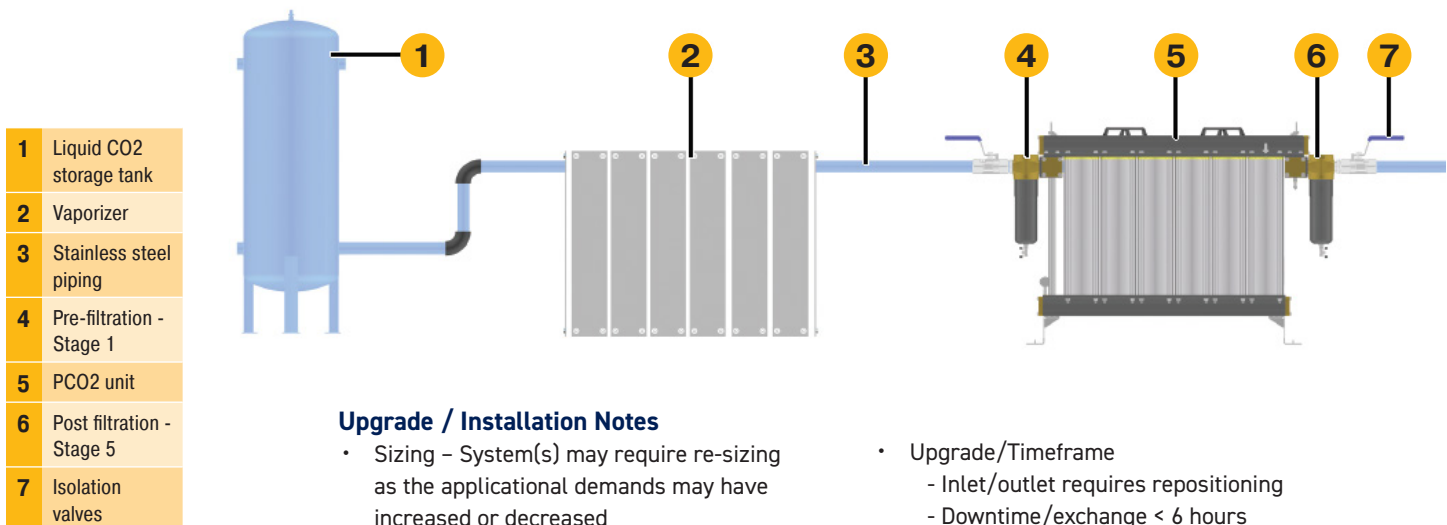 1 2 3 4 5 6 7
1 Liquid CO2
storage tank
2 Vaporizer
3 Stainless steel
piping
4 Pre-filtration -
Stage 1
5 PCO2 unit
6 Post filtration -
Stage 5
7 Isolation
valves
Upgrade / Installation Notes
• Sizing – System(s) may require re-sizing
as the applicational demands may have
increased or decreased
• Upgrade/Timeframe
- Inlet/outlet requires repositioning
- Downtime/exchange < 6 hours